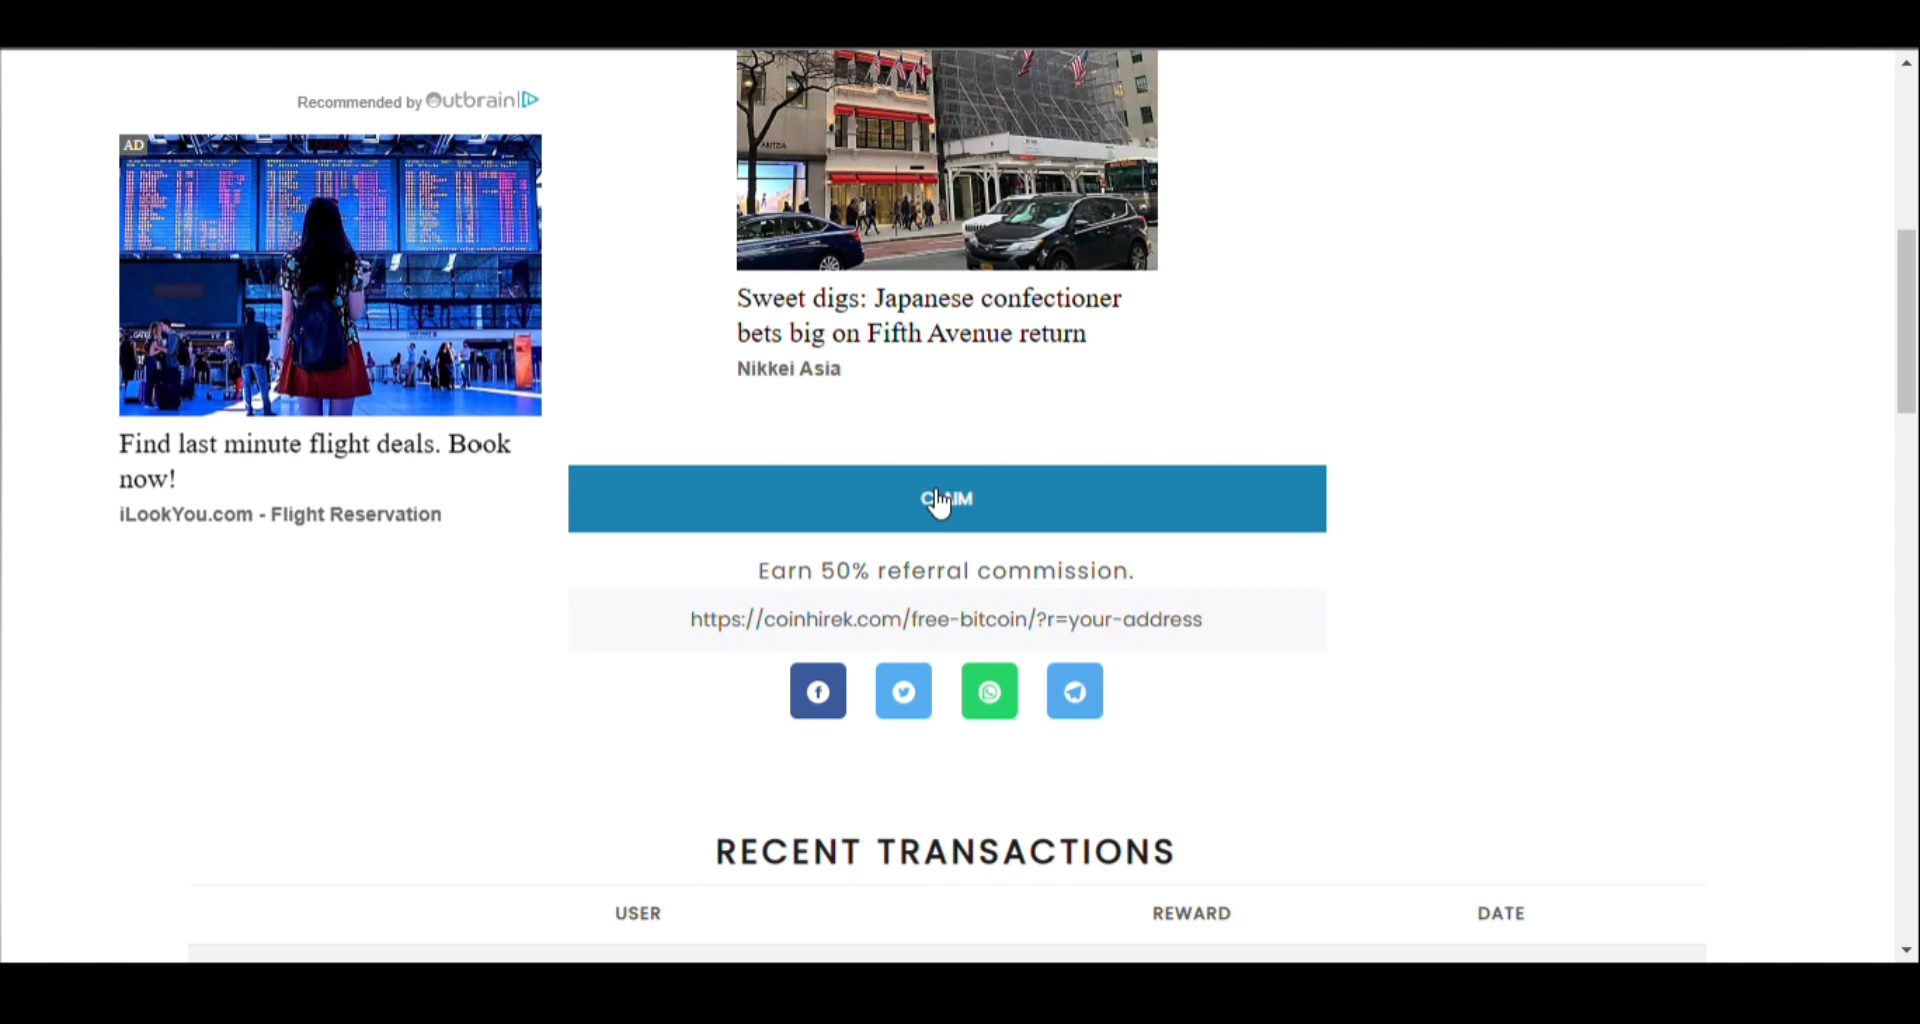 Recommended by Outbrain
AD
Find last minute flight deals. Book
now!
iLookYou.com - Flight Reservation
ARITZIA
Sweet digs: Japanese confectioner
bets big on Fifth Avenue return
Nikkei Asia
CLAIM
Earn 50% referral commission.
https://coinhirek.com/free-bitcoin/?r=your-address
RECENT TRANSACTIONS
USER REWARD DATE